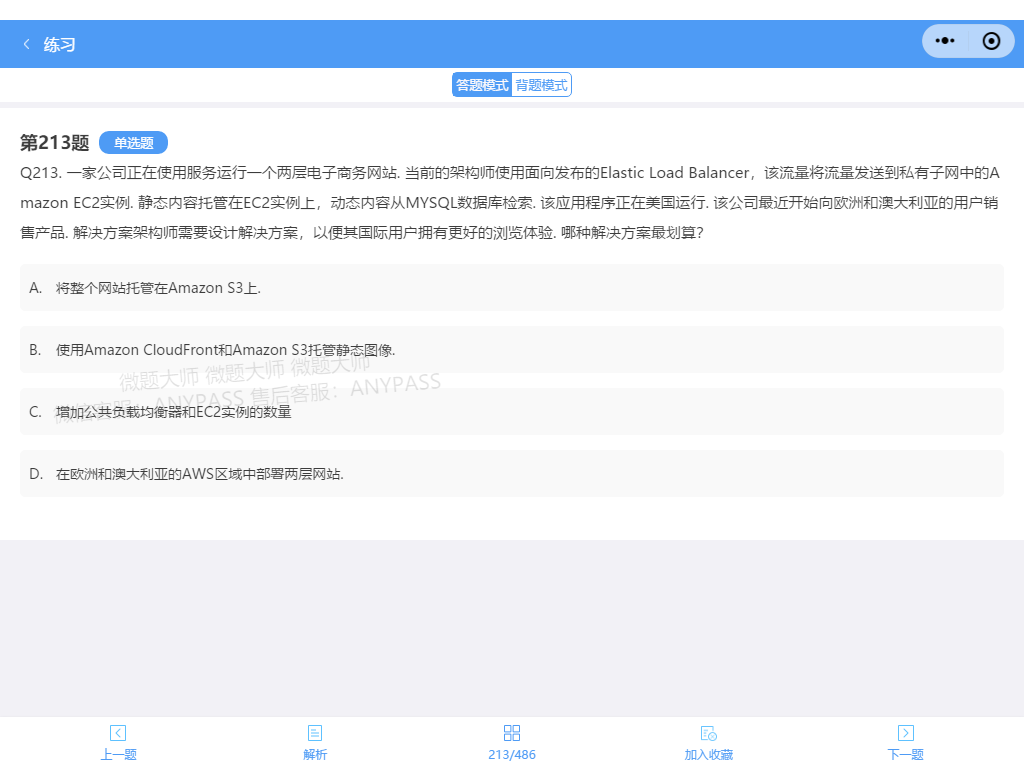 练习
答题模式 背题模式
第213题 单选题
Q213. 一家公司正在使用服务运行一个两层电子商务网站. 当前的架构师使用面向发布的Elastic Load Balancer，该流量将流量发送到私有子网中的A
mazon EC2实例. 静态内容托管在EC2实例上，动态内容从MYSQL数据库检索. 该应用程序正在美国运行. 该公司最近开始向欧洲和澳大利亚的用户销
售产品. 解决方案架构师需要设计解决方案，以便其国际用户拥有更好的浏览体验. 哪种解决方案最划算?
A. 将整个网站托管在Amazon S3上.
B. 使用Amazon CloudFront和Amazon S3托管静态图像.
微题大师 微题大师 微题大师
微信客服：ANYPASS 售后客服：ANYPASS
C. 增加公共负载均衡器和EC2实例的数量
D. 在欧洲和澳大利亚的AWS区域中部署两层网站.
上一题 解析 213/486 加入收藏 下一题